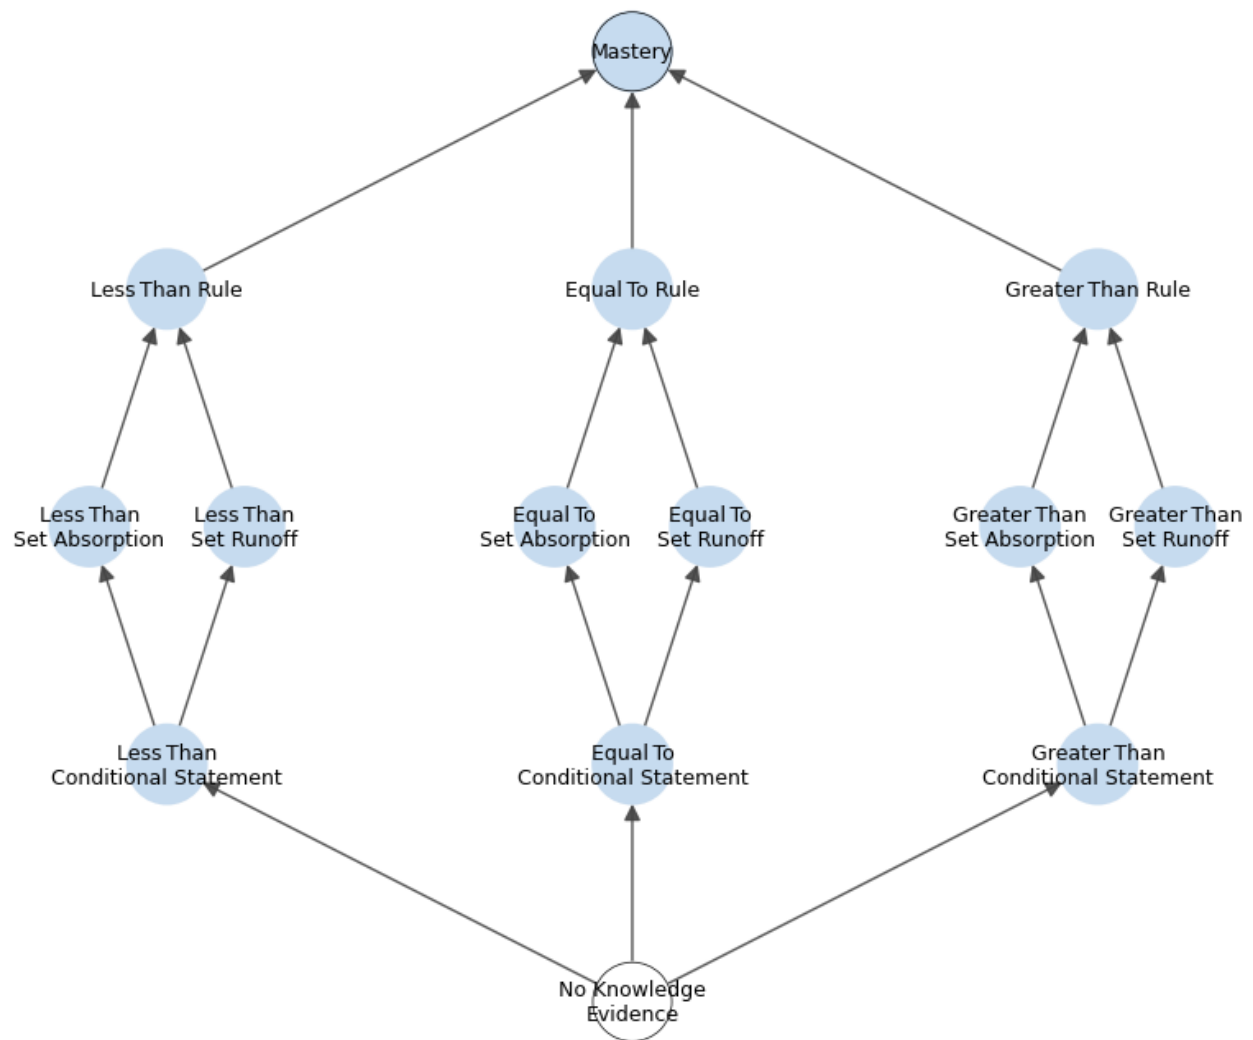 Mastery
Less Than Rule
Equal To Rule
Greater Than Rule
Less Than
Set Absorption
Less Than
Set Runoff
Equal To
Set Absorption
Equal To
Set Runoff
Greater Than
Set Absorption
Greater Than
Set Runoff
Less Than
Conditional Statement
Equal To
Conditional Statement
Greater Than
Conditional Statement
No Knowledge
Evidence